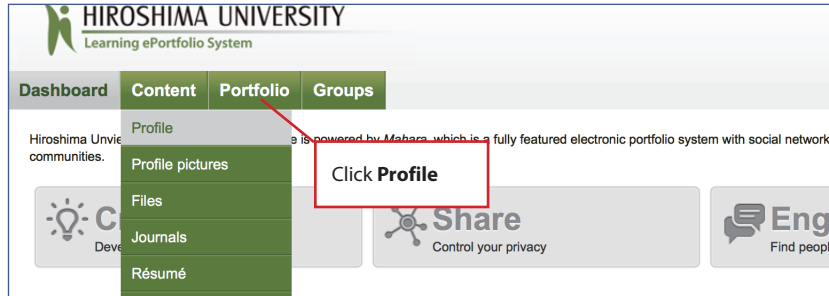 HIROSHIMA UNIVERSITY
Learning ePortfolio System
Dashboard Content Portfolio Groups
Profile
Profile pictures
Files
Journals
Résumé
Hiroshima Unvie e is powered by Mahara, which is a fully featured electronic portfolio system with social network
communities.
Click Profile
C
Deve
Share
Control your privacy
Eng
Find peopl